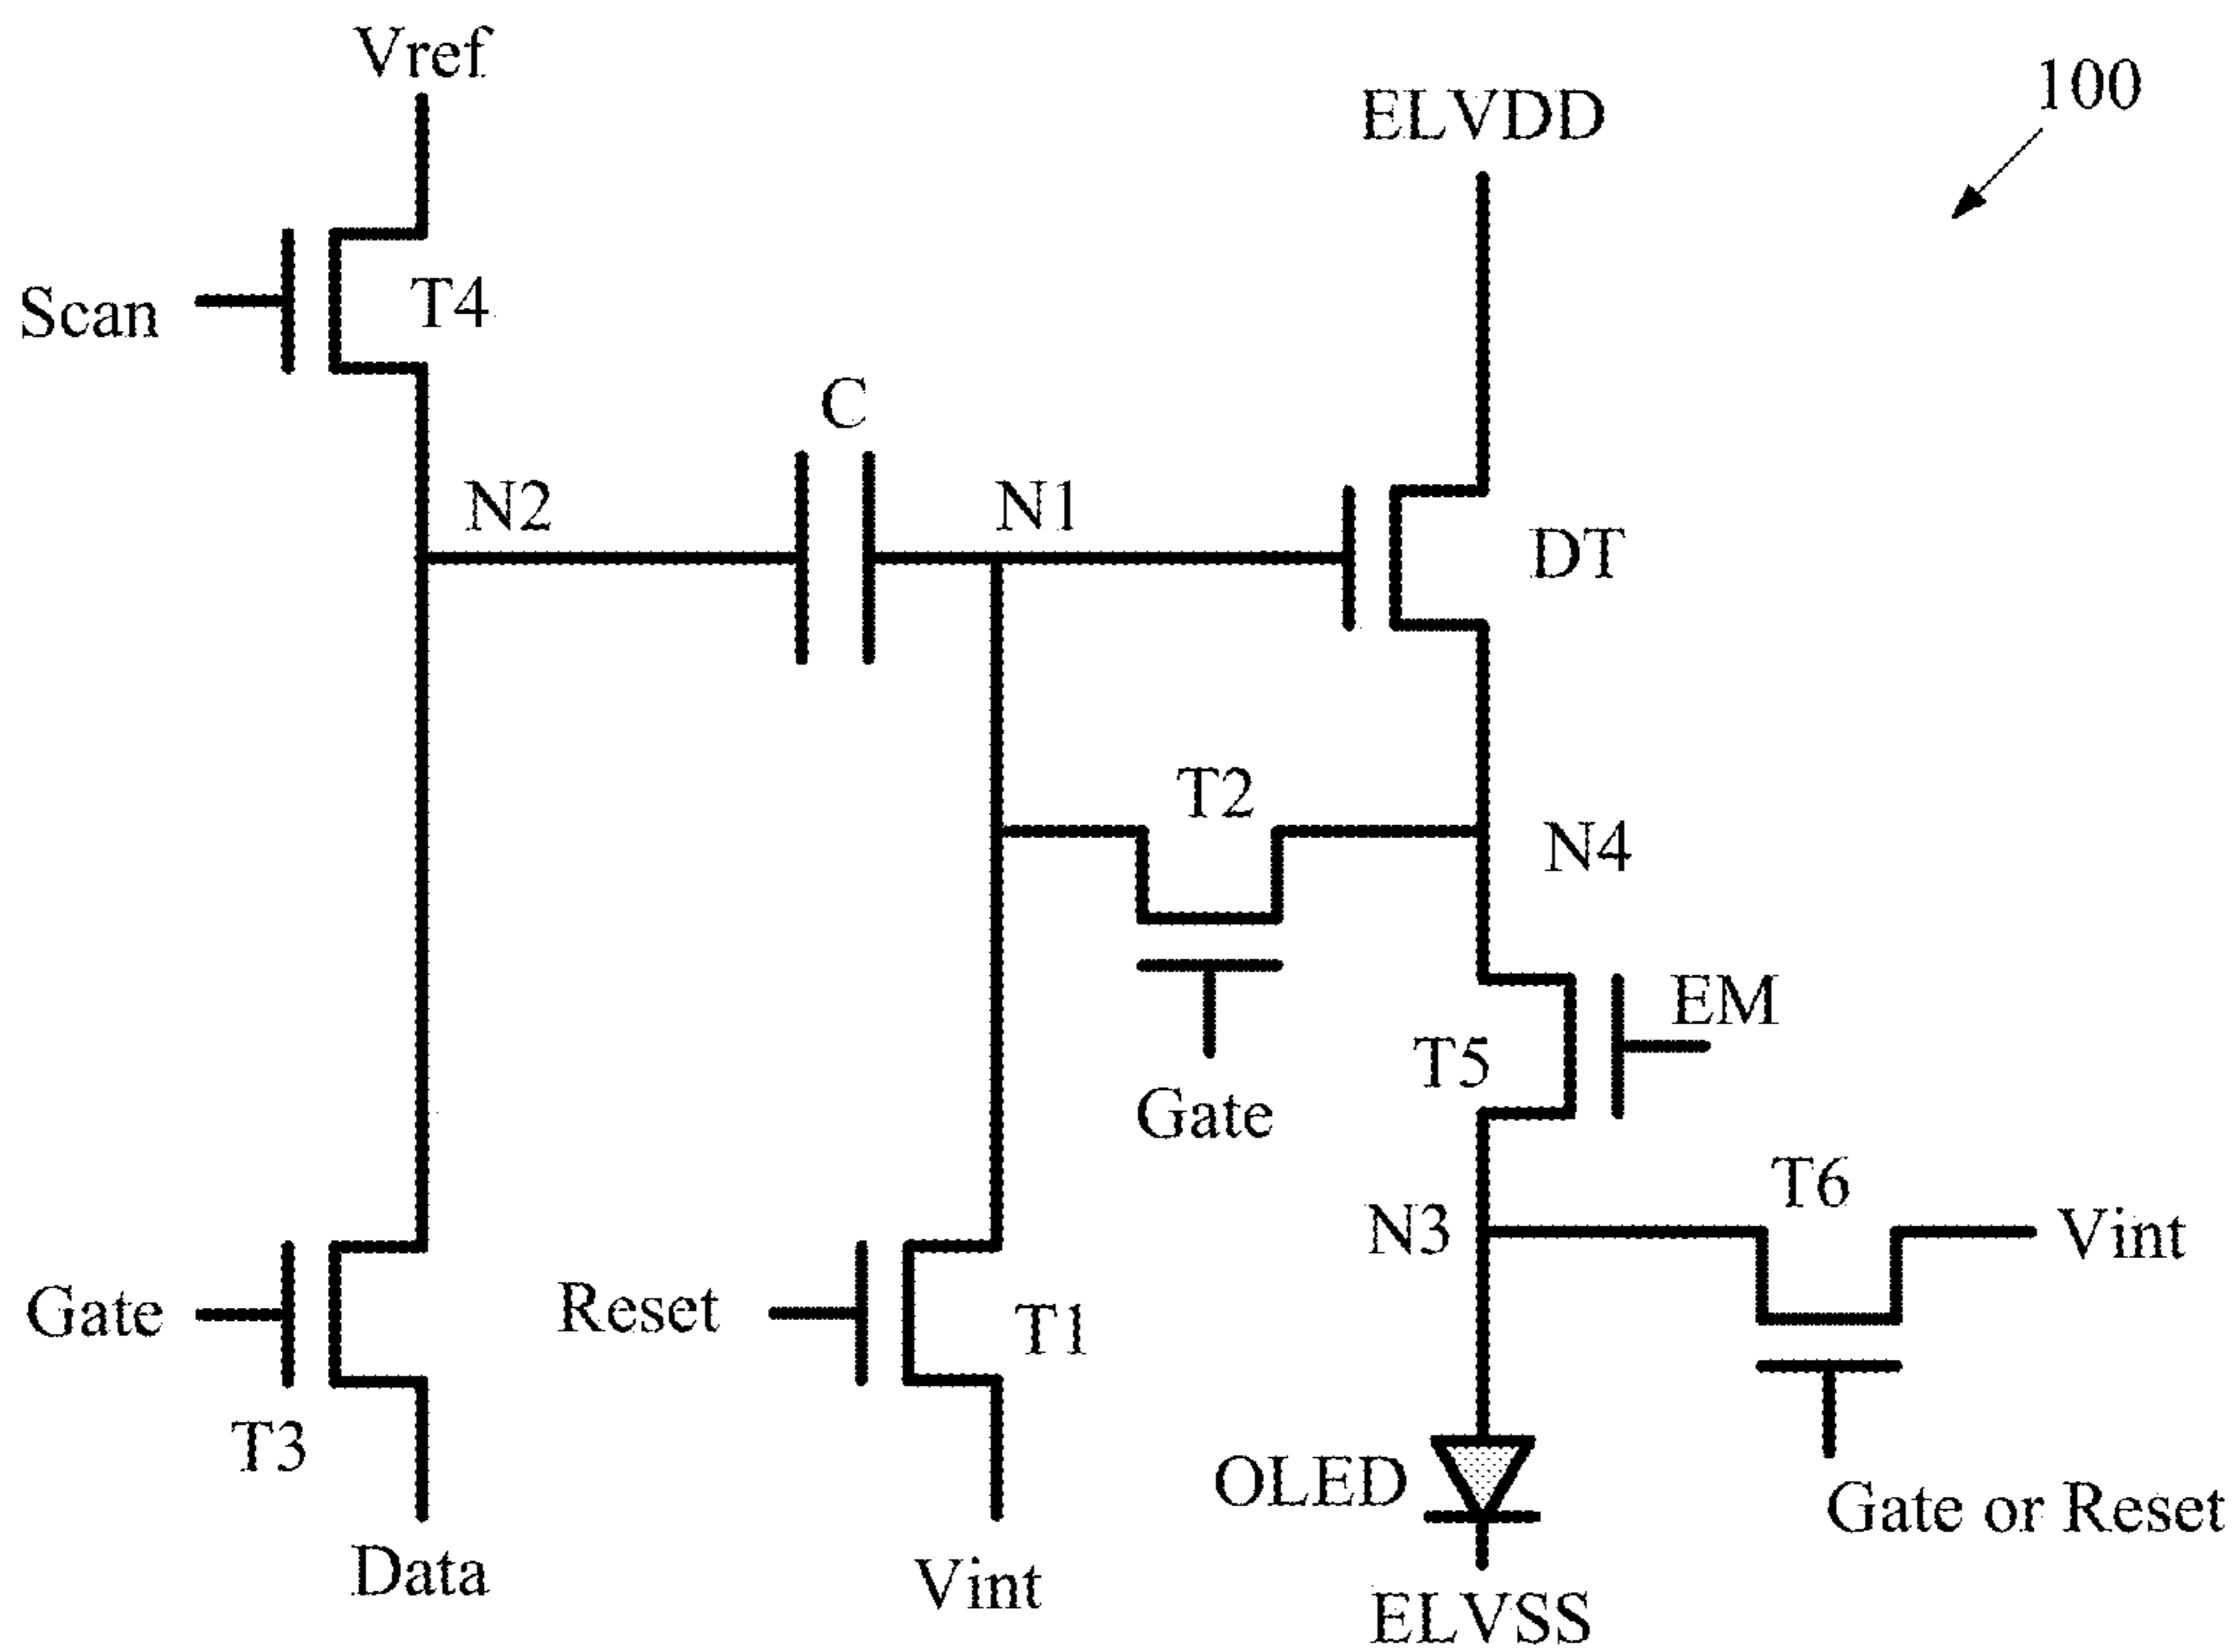 Vref
100
ELVDD
Scan
T4
C
N2
N1
DT
T2
N4
EM
T5
Gate
T6
N3
Vint
Gate
Reset
T1
T3
OLED
Gate or Reset
Data
Vint
ELVSS